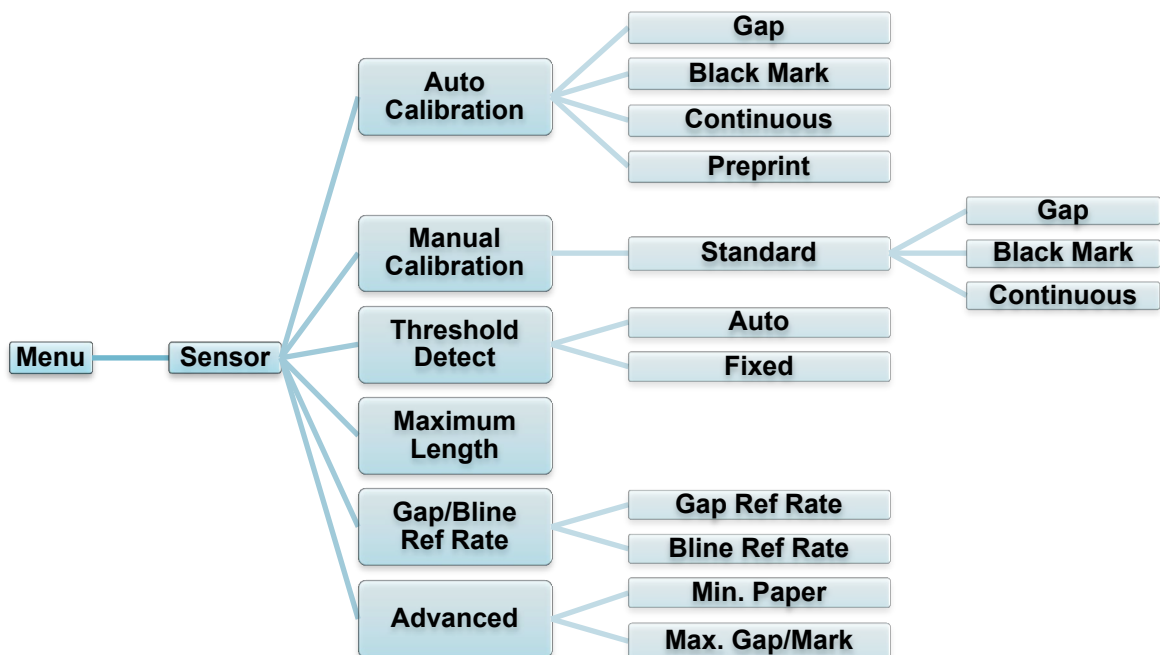 Menu
Sensor
Auto
Calibration
Gap
Black Mark
Continuous
Preprint
Manual
Calibration
Standard
Gap
Black Mark
Continuous
Threshold
Detect
Auto
Fixed
Maximum
Length
Gap/Bline
Ref Rate
Gap Ref Rate
Bline Ref Rate
Advanced
Min. Paper
Max. Gap/Mark